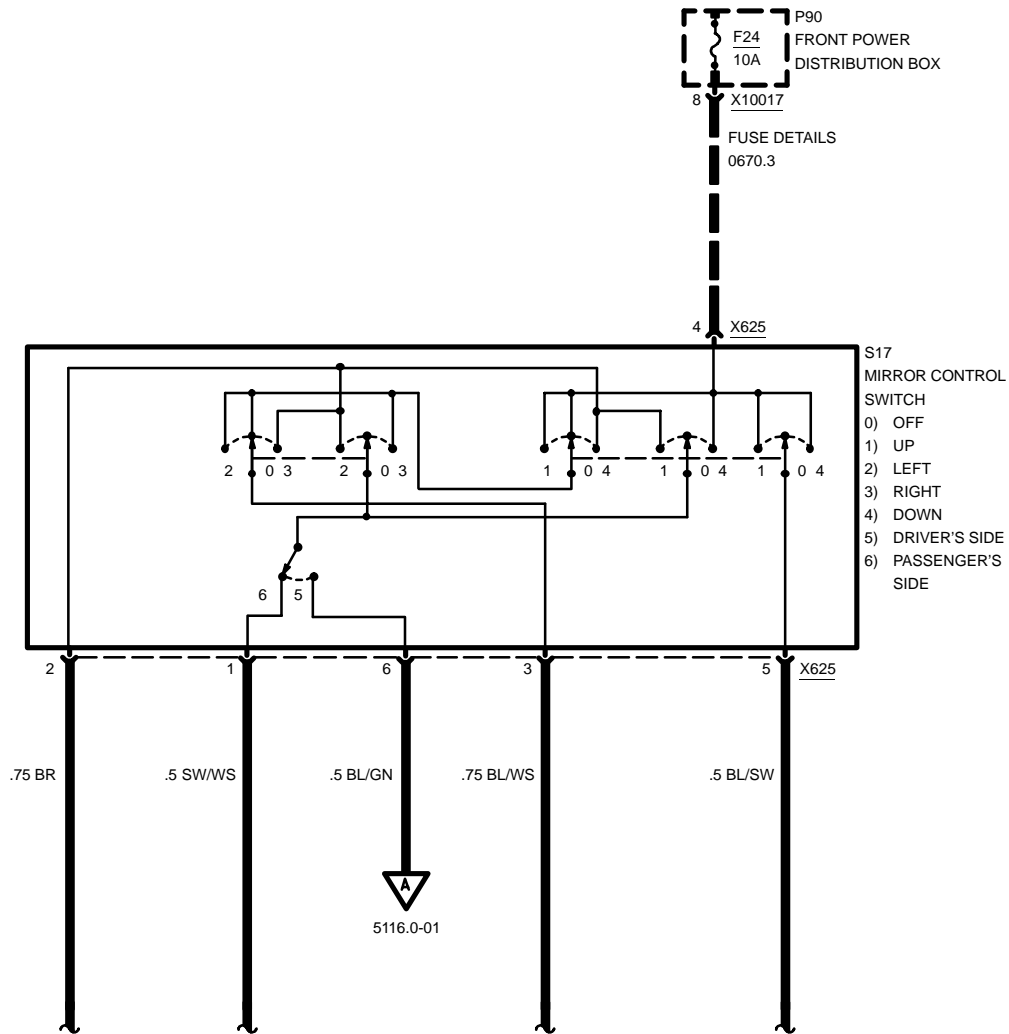 P90
F24
FRONT POWER
10A
DISTRIBUTION BOX
8 X10017
FUSE DETAILS
0670.3
4 X625
S17
MIRROR CONTROL
SWITCH
0) OFF
1) UP
2 0 3 2 0 3 1 0 4 1 0 4 1 0 4
2) LEFT
3) RIGHT
4) DOWN
5) DRIVER'S SIDE
6) PASSENGER'S
SIDE
6 5
2 1 6 3 5 X625
.75 BR .5 SW/WS .5 BL/GN .75 BL/WS .5 BL/SW
A
5116.0-01